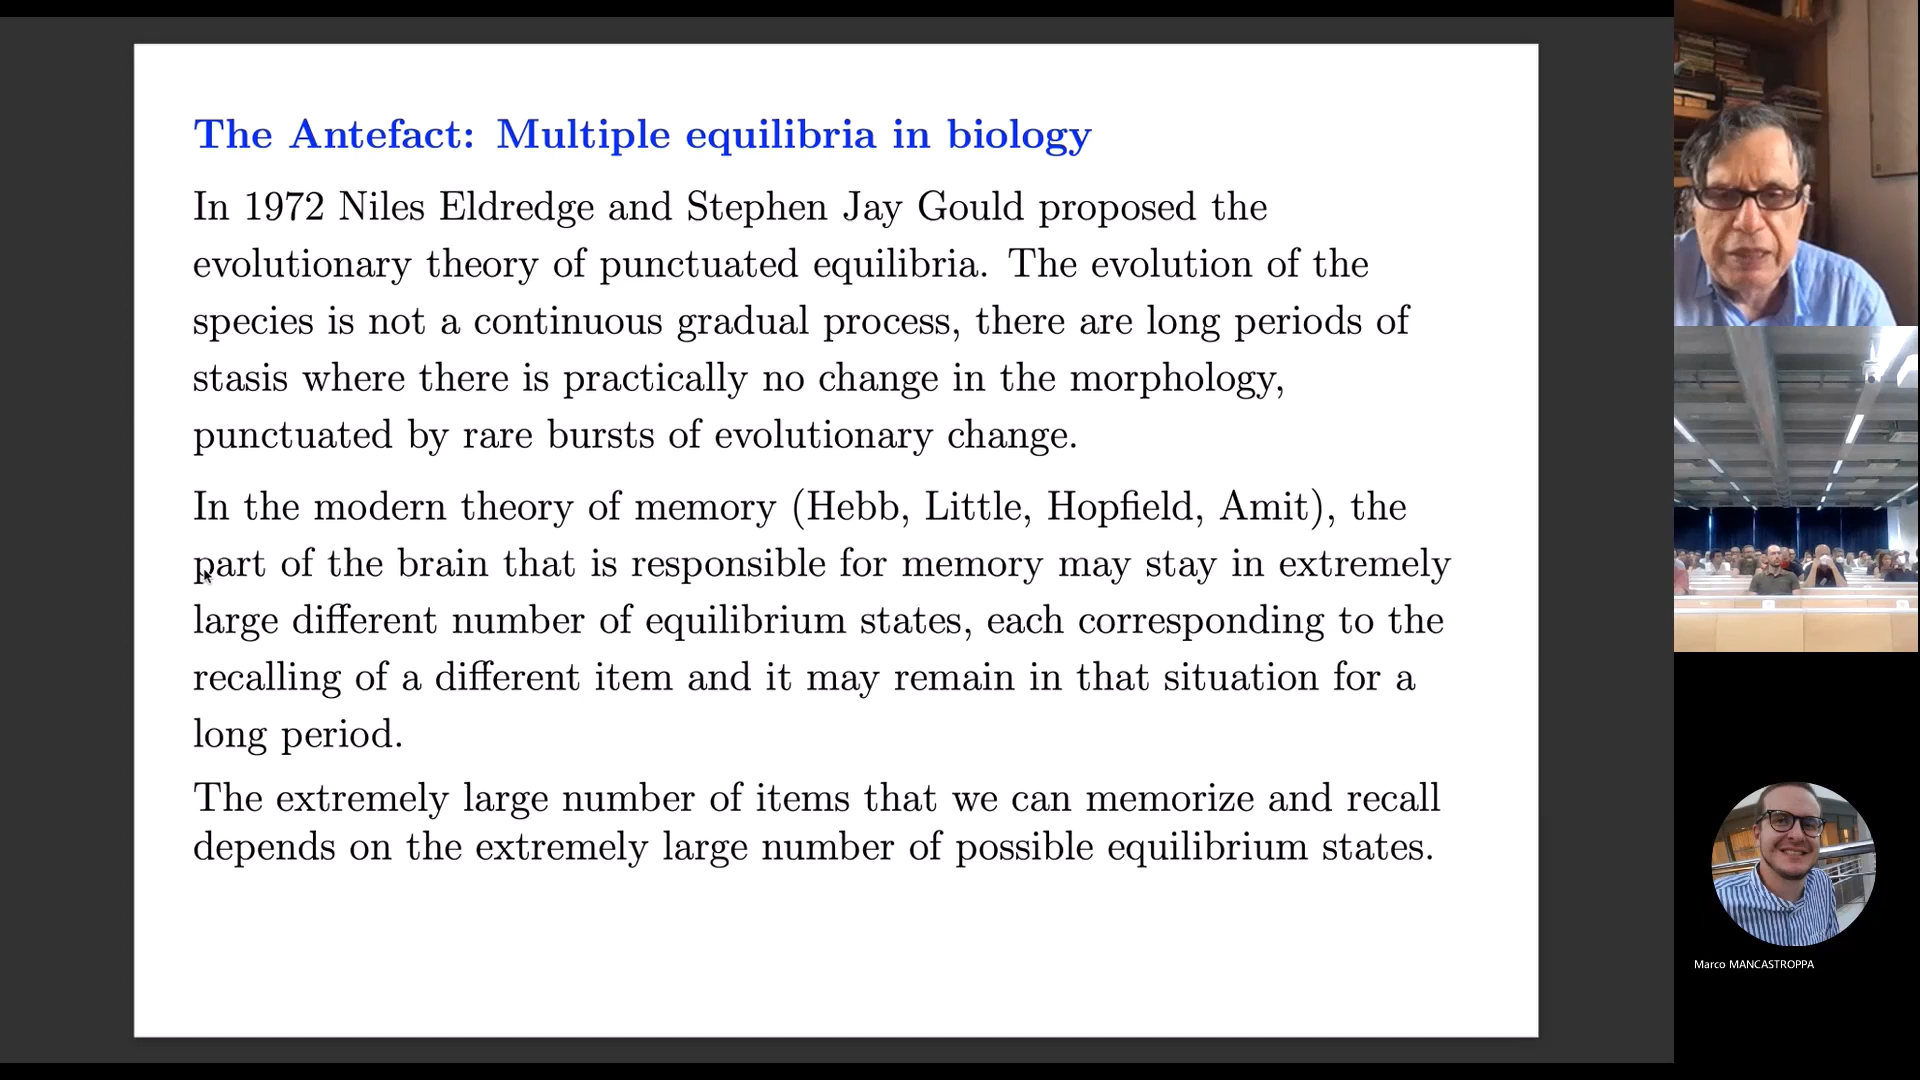 The Antefact: Multiple equilibria in biology
In 1972 Niles Eldredge and Stephen Jay Gould proposed the
evolutionary theory of punctuated equilibria. The evolution of the
species is not a continuous gradual process, there are long periods of
stasis where there is practically no change in the morphology,
punctuated by rare bursts of evolutionary change.
In the modern theory of memory (Hebb, Little, Hopfield, Amit), the
part of the brain that is responsible for memory may stay in extremely
large different number of equilibrium states, each corresponding to the
recalling of a different item and it may remain in that situation for a
long period.
The extremely large number of items that we can memorize and recall
depends on the extremely large number of possible equilibrium states.
Marco MANCASTROPPA